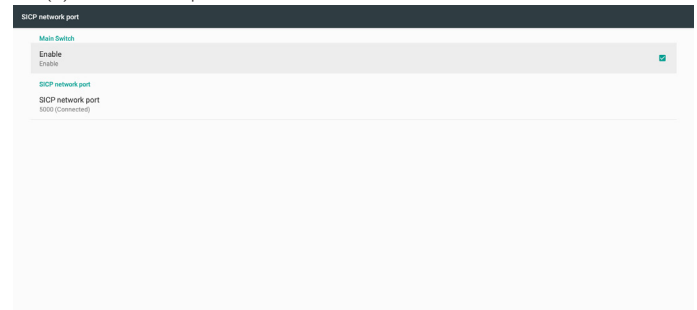 SICP network port
Main Switch
Enable
Enable
SICP network port
SICP network port
5000 (Connected)